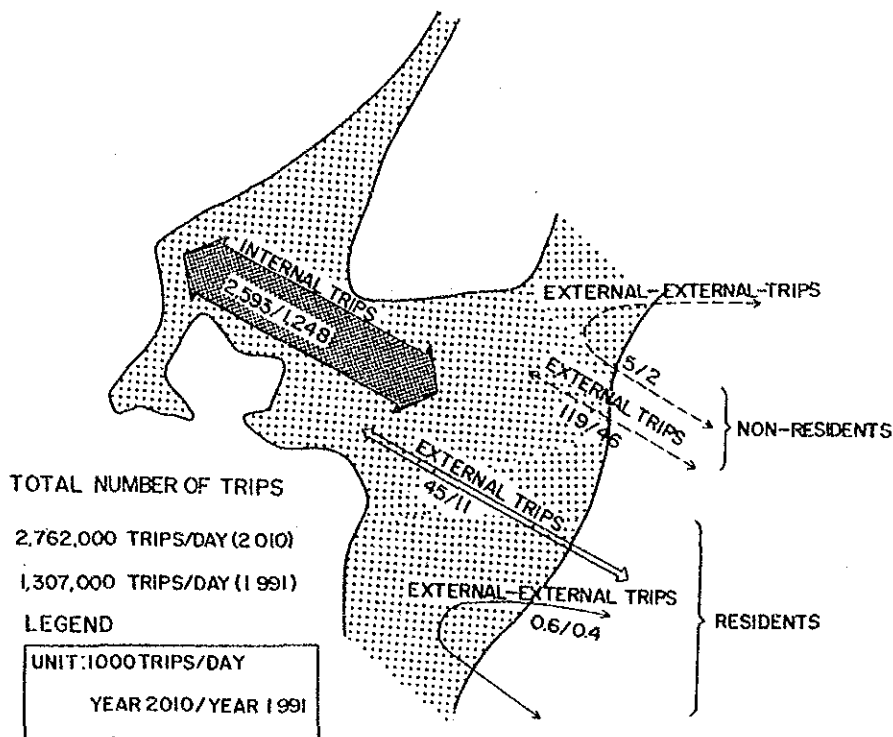 INTERNAL TRIPS
2,593/1,248
EXTERNAL-EXTERNAL-TRIPS
5/2
EXTERNAL TRIPS
119/46
NON-RESIDENTS
EXTERNAL TRIPS
45/11
EXTERNAL-EXTERNAL TRIPS
0.6/0.4
RESIDENTS
TOTAL NUMBER OF TRIPS
2,762,000 TRIPS/DAY (2010)
1,307,000 TRIPS/DAY (1991)
LEGEND
UNIT:1000TRIPS/DAY
YEAR 2010/YEAR 1991